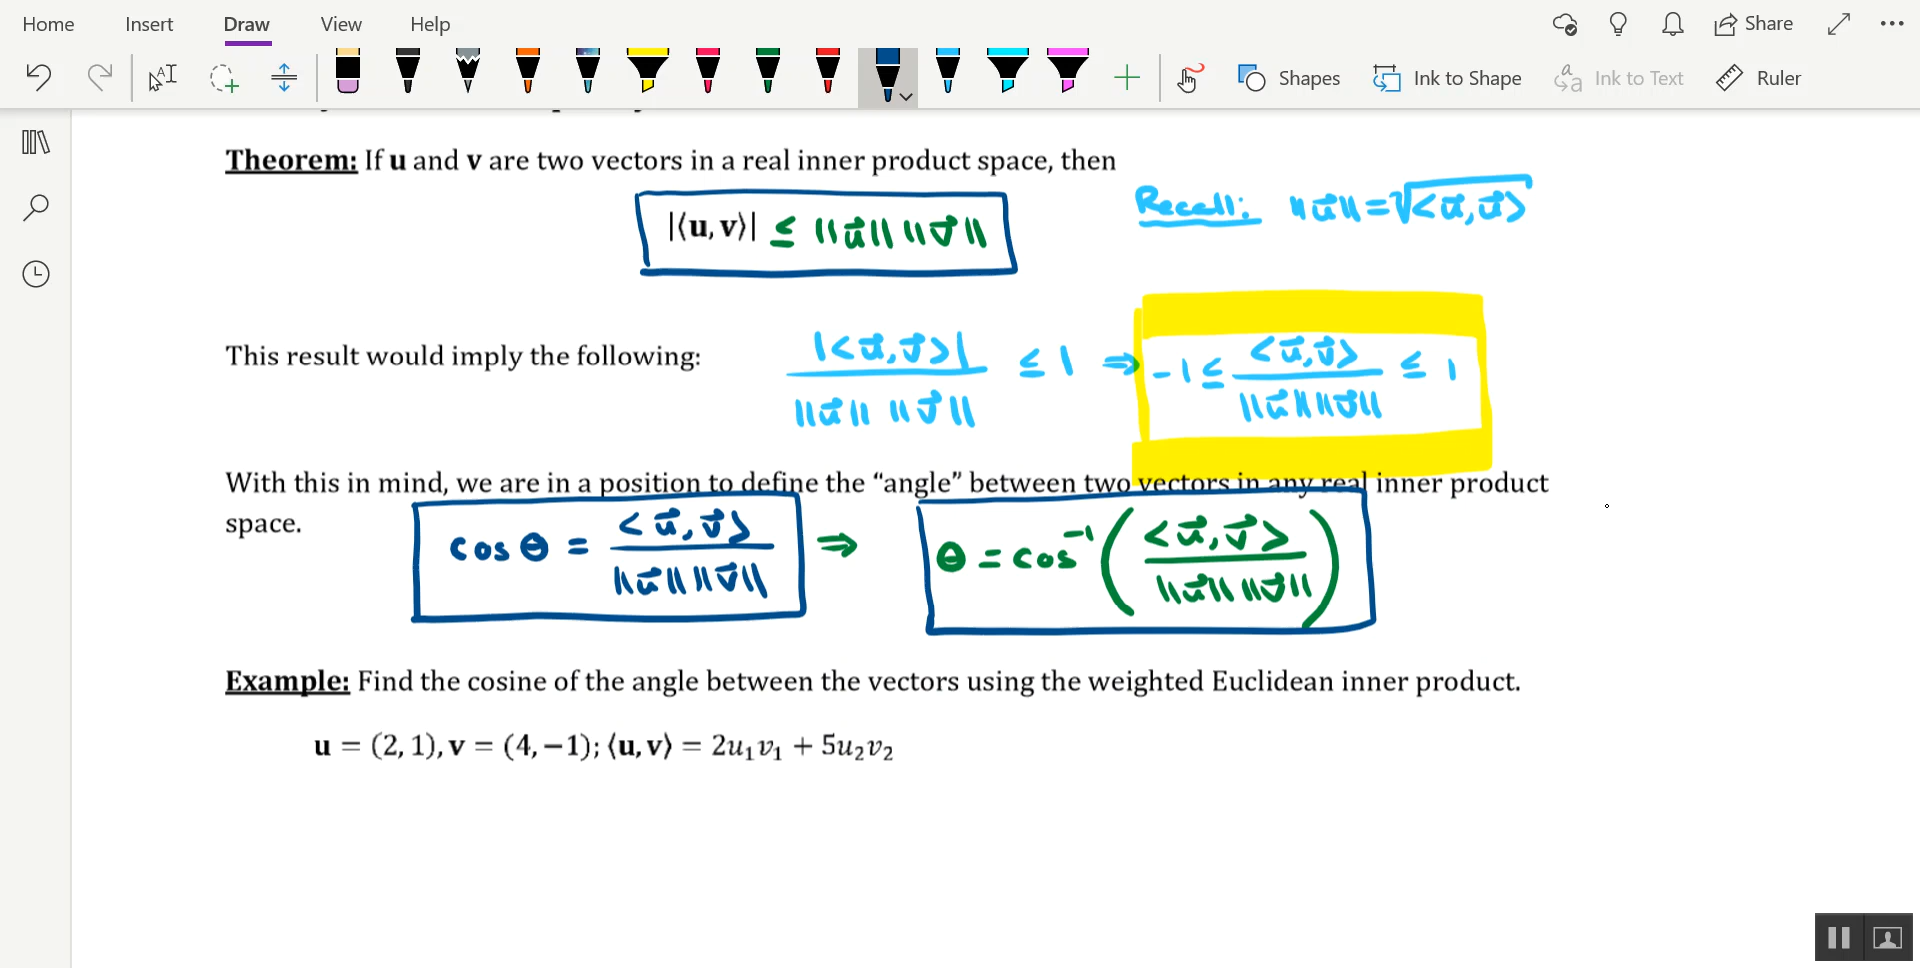 Home Insert Draw View Help Share
Shapes Ink to Shape Ink to Text Ruler
Theorem: If u and v are two vectors in a real inner product space, then
|⟨u, v⟩| ≤ ||u⃗|| ||v⃗||
Recall: ||u⃗|| = √<u⃗, u⃗>
This result would imply the following: |<u⃗, v⃗>| / ||u⃗|| ||v⃗|| ≤ 1 ⇒ -1 ≤ <u⃗, v⃗> / ||u⃗|| ||v⃗|| ≤ 1
With this in mind, we are in a position to define the “angle” between two vectors in any real inner product
space.
cos θ = <u⃗, v⃗> / ||u⃗|| ||v⃗|| ⇒ θ = cos⁻¹ ( <u⃗, v⃗> / ||u⃗|| ||v⃗|| )
Example: Find the cosine of the angle between the vectors using the weighted Euclidean inner product.
u = (2, 1), v = (4, −1); ⟨u, v⟩ = 2u₁v₁ + 5u₂v₂